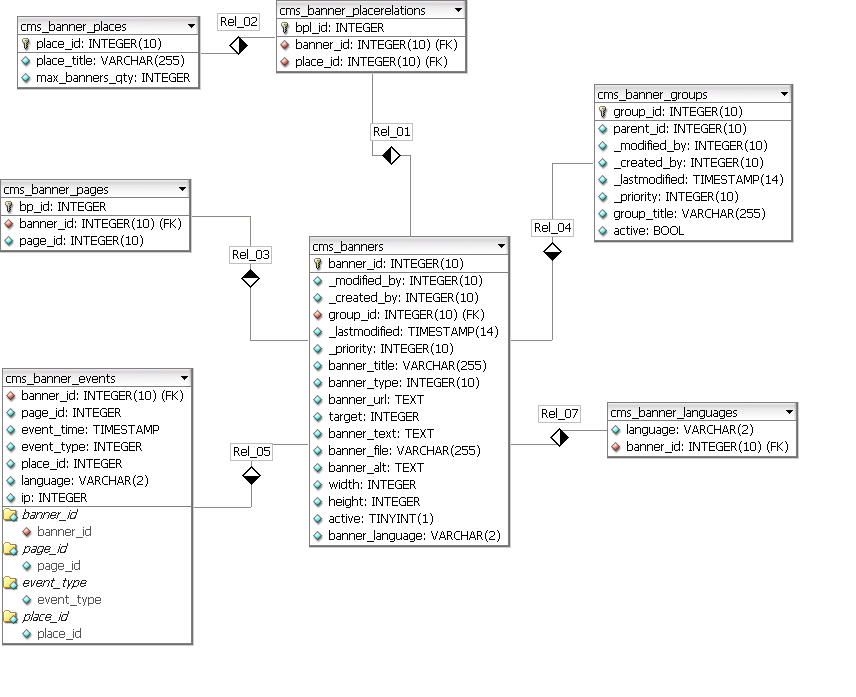 cms_banner_places
place_id: INTEGER(10)
place_title: VARCHAR(255)
max_banners_qty: INTEGER
Rel_02
cms_banner_placerelations
bpl_id: INTEGER
banner_id: INTEGER(10) (FK)
place_id: INTEGER(10) (FK)
Rel_01
cms_banner_groups
group_id: INTEGER(10)
parent_id: INTEGER(10)
_modified_by: INTEGER(10)
_created_by: INTEGER(10)
_lastmodified: TIMESTAMP(14)
_priority: INTEGER(10)
group_title: VARCHAR(255)
active: BOOL
cms_banner_pages
bp_id: INTEGER
banner_id: INTEGER(10) (FK)
page_id: INTEGER(10)
Rel_03
Rel_04
cms_banners
banner_id: INTEGER(10)
_modified_by: INTEGER(10)
_created_by: INTEGER(10)
group_id: INTEGER(10) (FK)
_lastmodified: TIMESTAMP(14)
_priority: INTEGER(10)
banner_title: VARCHAR(255)
banner_type: INTEGER(10)
banner_url: TEXT
target: INTEGER
banner_text: TEXT
banner_file: VARCHAR(255)
banner_alt: TEXT
width: INTEGER
height: INTEGER
active: TINYINT(1)
banner_language: VARCHAR(2)
cms_banner_events
banner_id: INTEGER(10) (FK)
page_id: INTEGER
event_time: TIMESTAMP
event_type: INTEGER
place_id: INTEGER
language: VARCHAR(2)
ip: INTEGER
banner_id
banner_id
page_id
page_id
event_type
event_type
place_id
place_id
Rel_05
Rel_07
cms_banner_languages
language: VARCHAR(2)
banner_id: INTEGER(10) (FK)